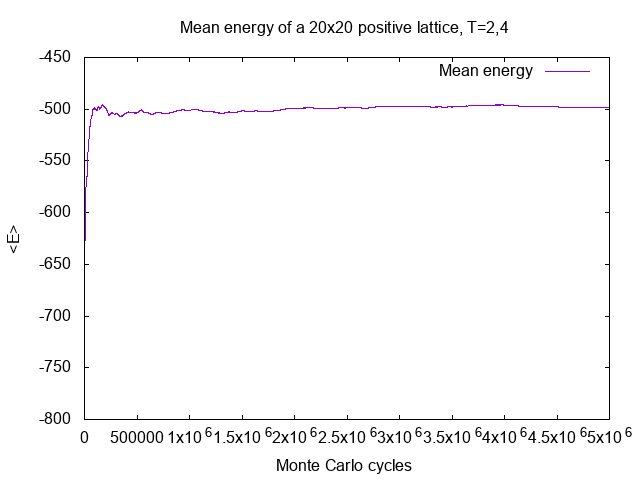 Mean energy of a 20x20 positive lattice, T=2,4
Mean energy
-450
-500
-550
-600
-650
-700
-750
-800
<E>
0 500000 1x10^6 1.5x10^6 2x10^6 2.5x10^6 3x10^6 3.5x10^6 4x10^6 4.5x10^6 5x10^6
Monte Carlo cycles